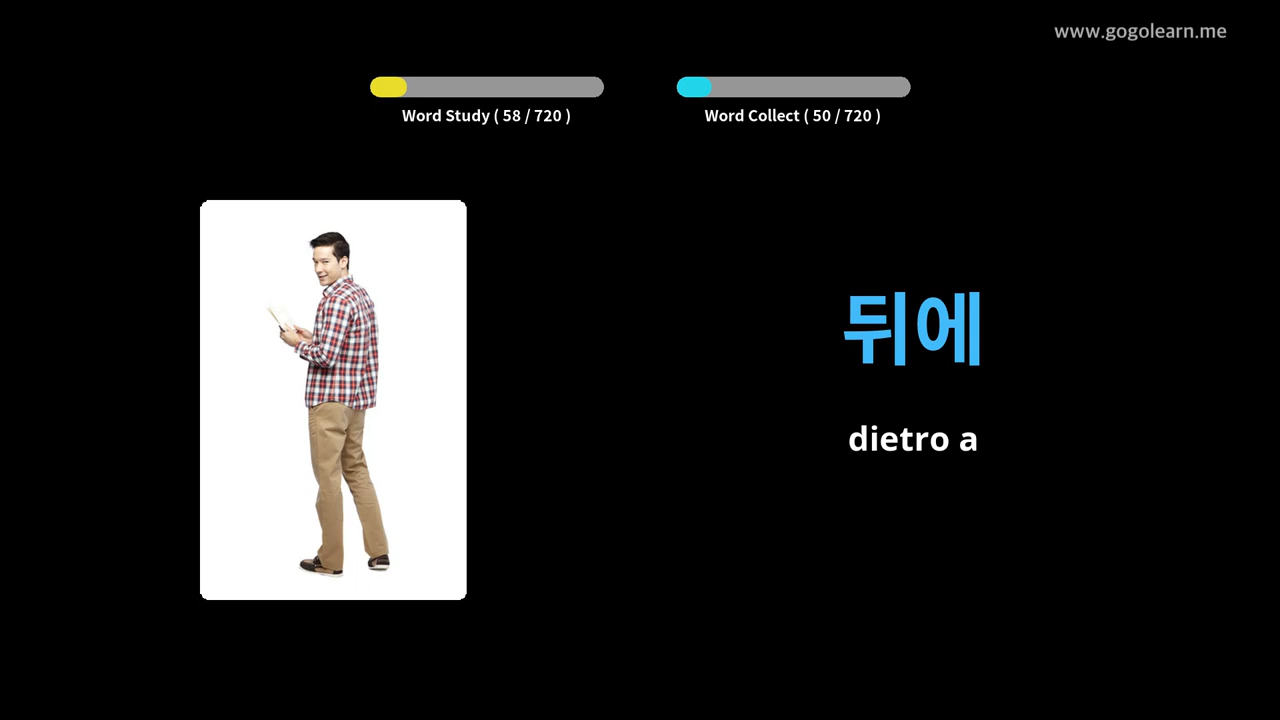 www.gogolearn.me
Word Study ( 58 / 720 )
Word Collect ( 50 / 720 )
뒤에
dietro a